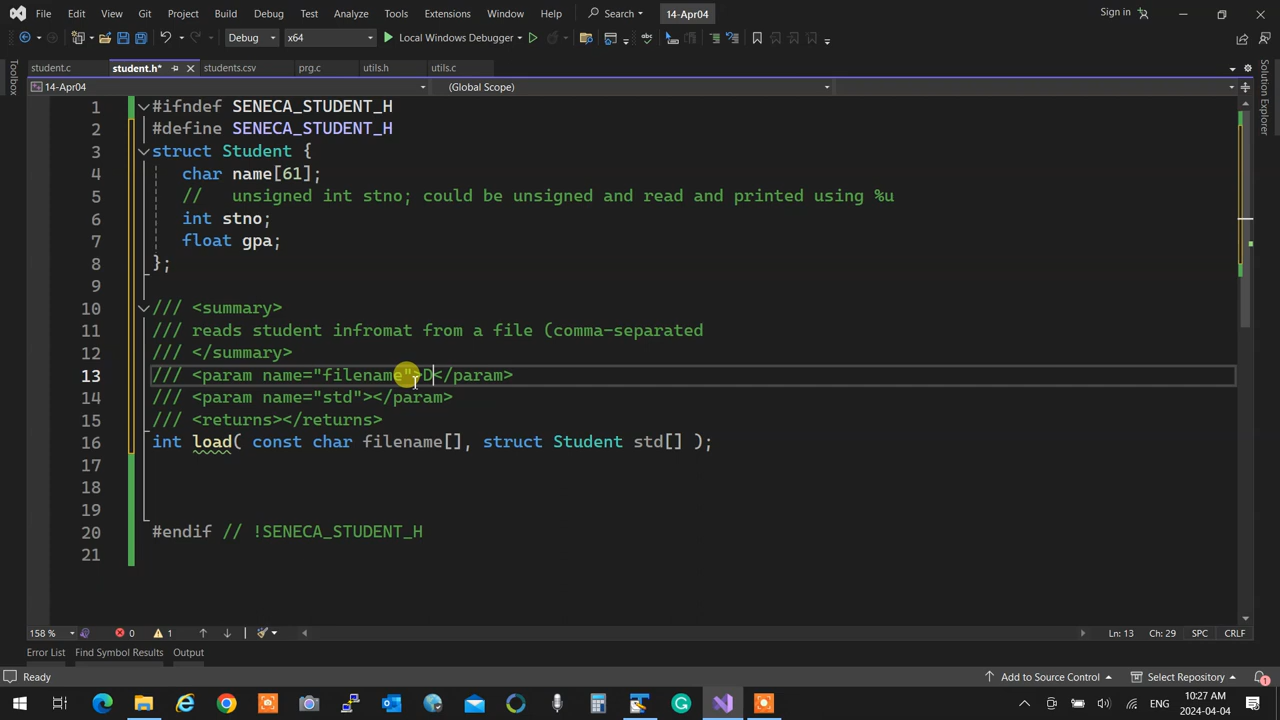 File Edit View Git Project Build Debug Test Analyze Tools Extensions Window Help Search 14-Apr04 Sign in
Debug x64 Local Windows Debugger
student.c student.h* students.csv prg.c utils.h utils.c
14-Apr04 (Global Scope)
Toolbox
Solution Explorer
1 #ifndef SENECA_STUDENT_H
2 #define SENECA_STUDENT_H
3 struct Student {
4 char name[61];
5 // unsigned int stno; could be unsigned and read and printed using %u
6 int stno;
7 float gpa;
8 };
9
10 /// <summary>
11 /// reads student infromat from a file (comma-separated
12 /// </summary>
13 /// <param name="filename">D</param>
14 /// <param name="std"></param>
15 /// <returns></returns>
16 int load( const char filename[], struct Student std[] );
17
18
19
20 #endif // !SENECA_STUDENT_H
21
158 % 0 1 Ln: 13 Ch: 29 SPC CRLF
Error List Find Symbol Results Output
Ready Add to Source Control Select Repository 1
ENG 10:27 AM
2024-04-04